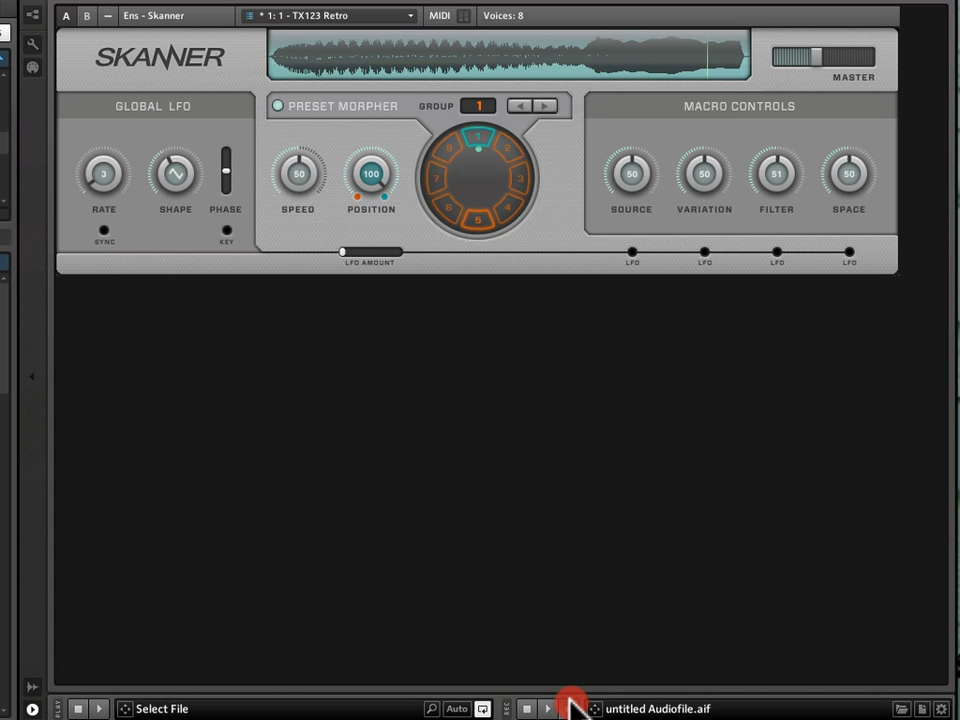 A B Ens - Skanner * 1: 1 - TX123 Retro MIDI Voices: 8
SKANNER
MASTER
GLOBAL LFO PRESET MORPHER GROUP 1 MACRO CONTROLS
8 1 2
3 50 100 7 3 50 50 51 50
6 5 4
RATE SHAPE PHASE SPEED POSITION SOURCE VARIATION FILTER SPACE
SYNC KEY
LFO AMOUNT LFO LFO LFO LFO
PLAY Select File Auto REC untitled Audiofile.aif